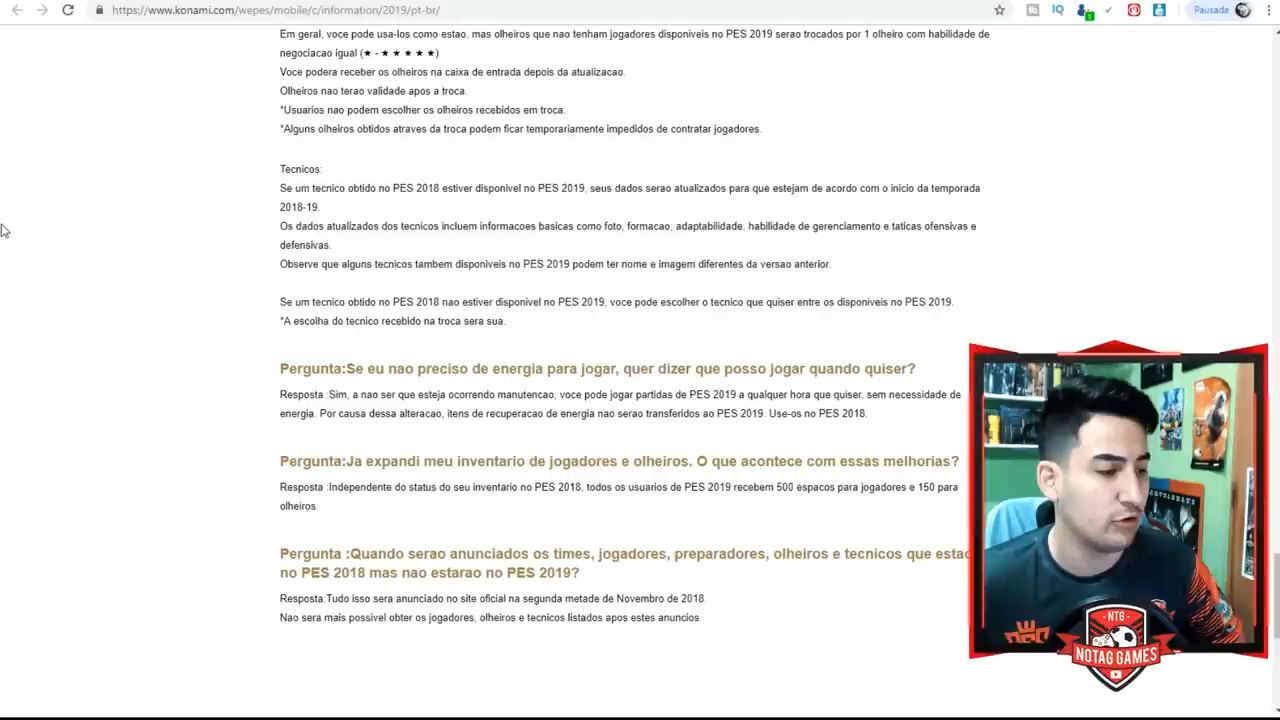 https://www.konami.com/wepes/mobile/c/information/2019/pt-br/
Pausada
Em geral, voce pode usa-los como estao, mas olheiros que nao tenham jogadores disponiveis no PES 2019 serao trocados por 1 olheiro com habilidade de
negociacao igual (★ - ★ ★ ★ ★ ★).
Voce podera receber os olheiros na caixa de entrada depois da atualizacao.
Olheiros nao terao validade apos a troca.
*Usuarios nao podem escolher os olheiros recebidos em troca.
*Alguns olheiros obtidos atraves da troca podem ficar temporariamente impedidos de contratar jogadores.
Tecnicos:
Se um tecnico obtido no PES 2018 estiver disponivel no PES 2019, seus dados serao atualizados para que estejam de acordo com o inicio da temporada
2018-19.
Os dados atualizados dos tecnicos incluem informacoes basicas como foto, formacao, adaptabilidade, habilidade de gerenciamento e taticas ofensivas e
defensivas.
Observe que alguns tecnicos tambem disponiveis no PES 2019 podem ter nome e imagem diferentes da versao anterior.
Se um tecnico obtido no PES 2018 nao estiver disponivel no PES 2019, voce pode escolher o tecnico que quiser entre os disponiveis no PES 2019.
*A escolha do tecnico recebido na troca sera sua.
Pergunta:Se eu nao preciso de energia para jogar, quer dizer que posso jogar quando quiser?
Resposta :Sim, a nao ser que esteja ocorrendo manutencao, voce pode jogar partidas de PES 2019 a qualquer hora que quiser, sem necessidade de
energia. Por causa dessa alteracao, itens de recuperacao de energia nao serao transferidos ao PES 2019. Use-os no PES 2018.
Pergunta:Ja expandi meu inventario de jogadores e olheiros. O que acontece com essas melhorias?
Resposta :Independente do status do seu inventario no PES 2018, todos os usuarios de PES 2019 recebem 500 espacos para jogadores e 150 para
olheiros.
Pergunta :Quando serao anunciados os times, jogadores, preparadores, olheiros e tecnicos que estao
no PES 2018 mas nao estarao no PES 2019?
Resposta:Tudo isso sera anunciado no site oficial na segunda metade de Novembro de 2018.
Nao sera mais possivel obter os jogadores, olheiros e tecnicos listados apos estes anuncios.
NTG
NOTAG GAMES